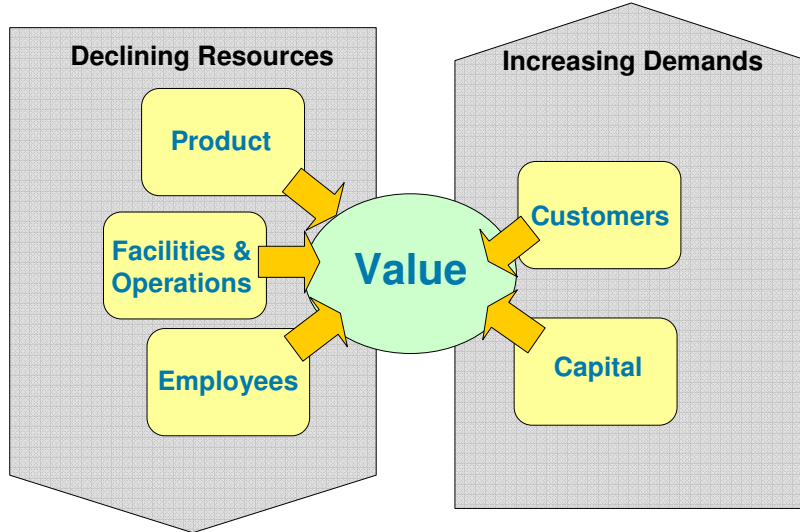 Declining Resources
Product
Facilities &
Operations
Employees
Value
Increasing Demands
Customers
Capital